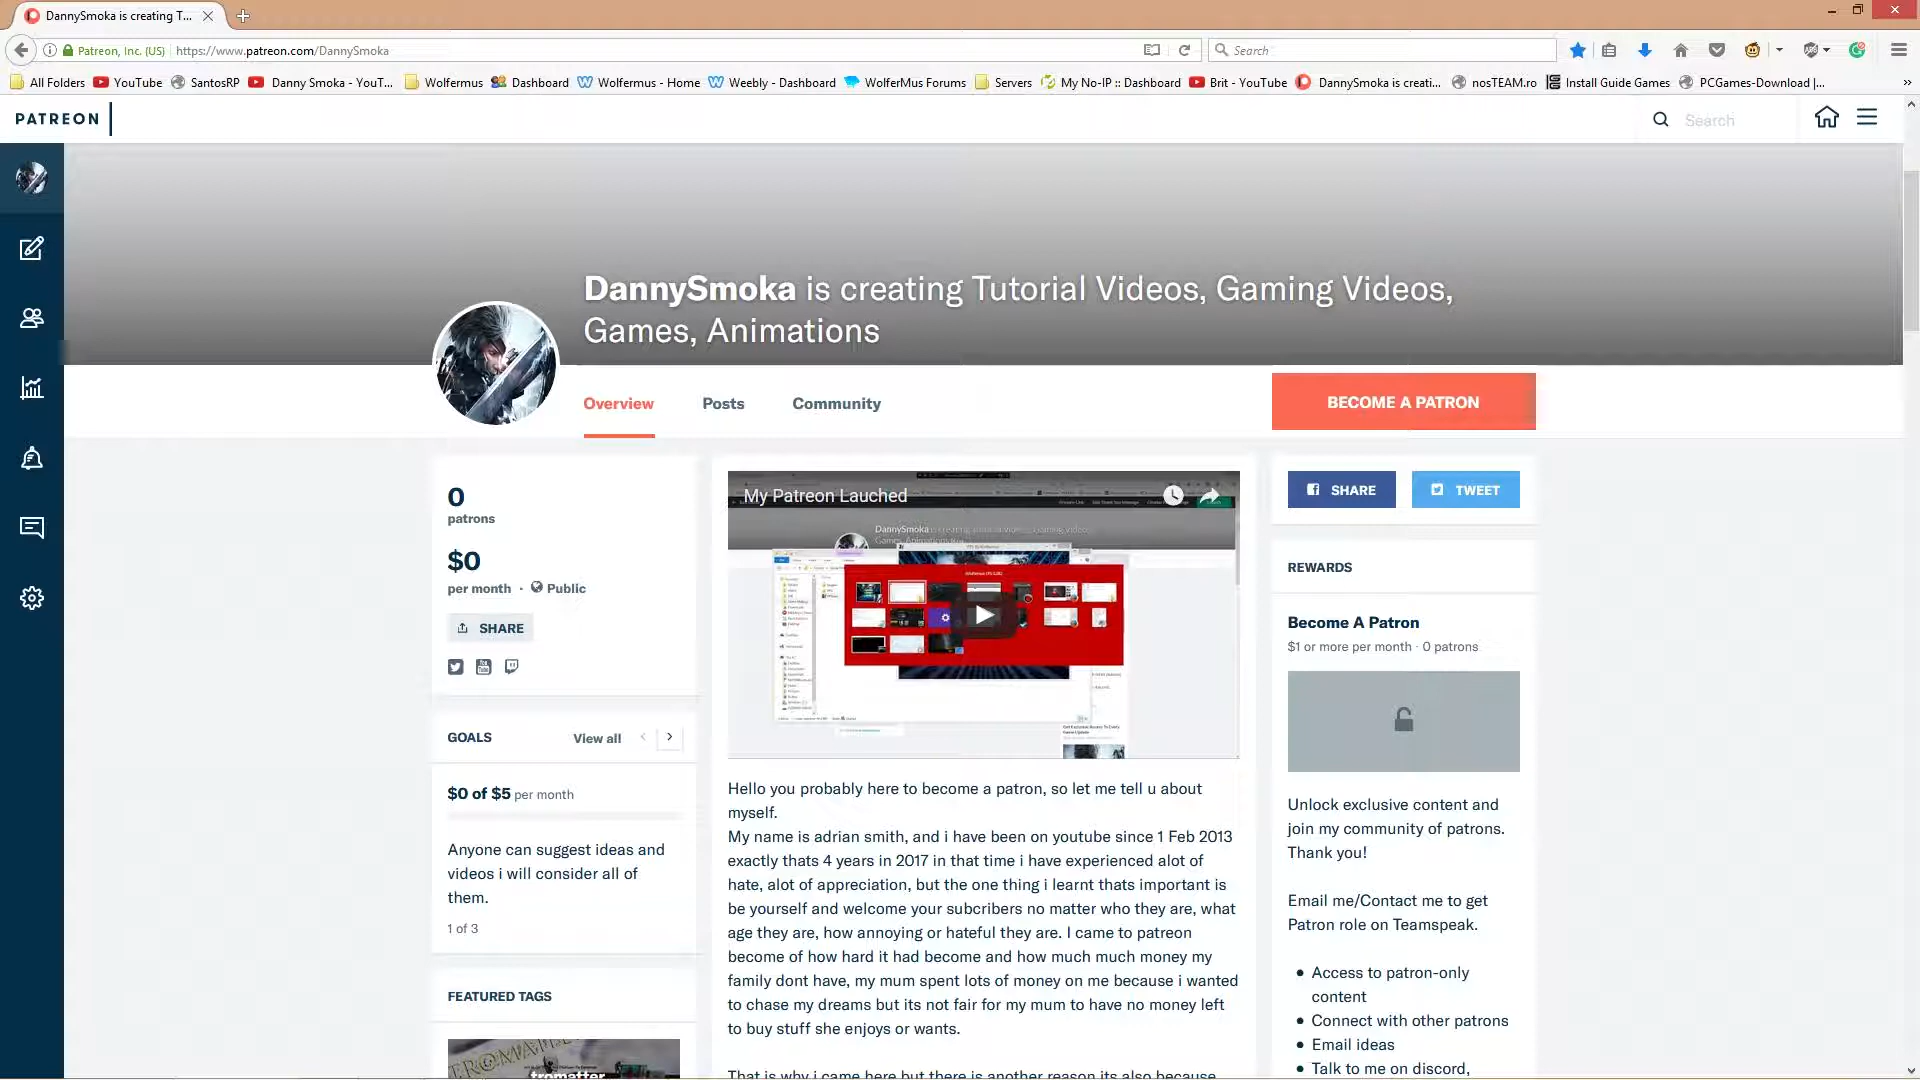 DannySmoka is creating T...
Patreon, Inc. (US)
https://www.patreon.com/DannySmoka
Search
All Folders
YouTube
SantosRP
Danny Smoka - YouT...
Wolfermus
Dashboard
Wolfermus - Home
Weebly - Dashboard
WolferMus Forums
Servers
My No-IP :: Dashboard
Brit - YouTube
DannySmoka is creati...
nosTEAM.ro
Install Guide Games
PCGames-Download |...
PATREON
Search
DannySmoka is creating Tutorial Videos, Gaming Videos,
Games, Animations
Overview
Posts
Community
BECOME A PATRON
0
patrons
$0
per month · Public
SHARE
GOALS
View all
$0 of $5 per month
Anyone can suggest ideas and
videos i will consider all of
them.
1 of 3
FEATURED TAGS
My Patreon Lauched
Hello you probably here to become a patron, so let me tell u about
myself.
My name is adrian smith, and i have been on youtube since 1 Feb 2013
exactly thats 4 years in 2017 in that time i have experienced alot of
hate, alot of appreciation, but the one thing i learnt thats important is
be yourself and welcome your subcribers no matter who they are, what
age they are, how annoying or hateful they are. I came to patreon
become of how hard it had become and how much much money my
family dont have, my mum spent lots of money on me because i wanted
to chase my dreams but its not fair for my mum to have no money left
to buy stuff she enjoys or wants.
That is why i came here but there is another reason its also because
SHARE
TWEET
REWARDS
Become A Patron
$1 or more per month · 0 patrons
Unlock exclusive content and
join my community of patrons.
Thank you!
Email me/Contact me to get
Patron role on Teamspeak.
Access to patron-only
content
Connect with other patrons
Email ideas
Talk to me on discord,